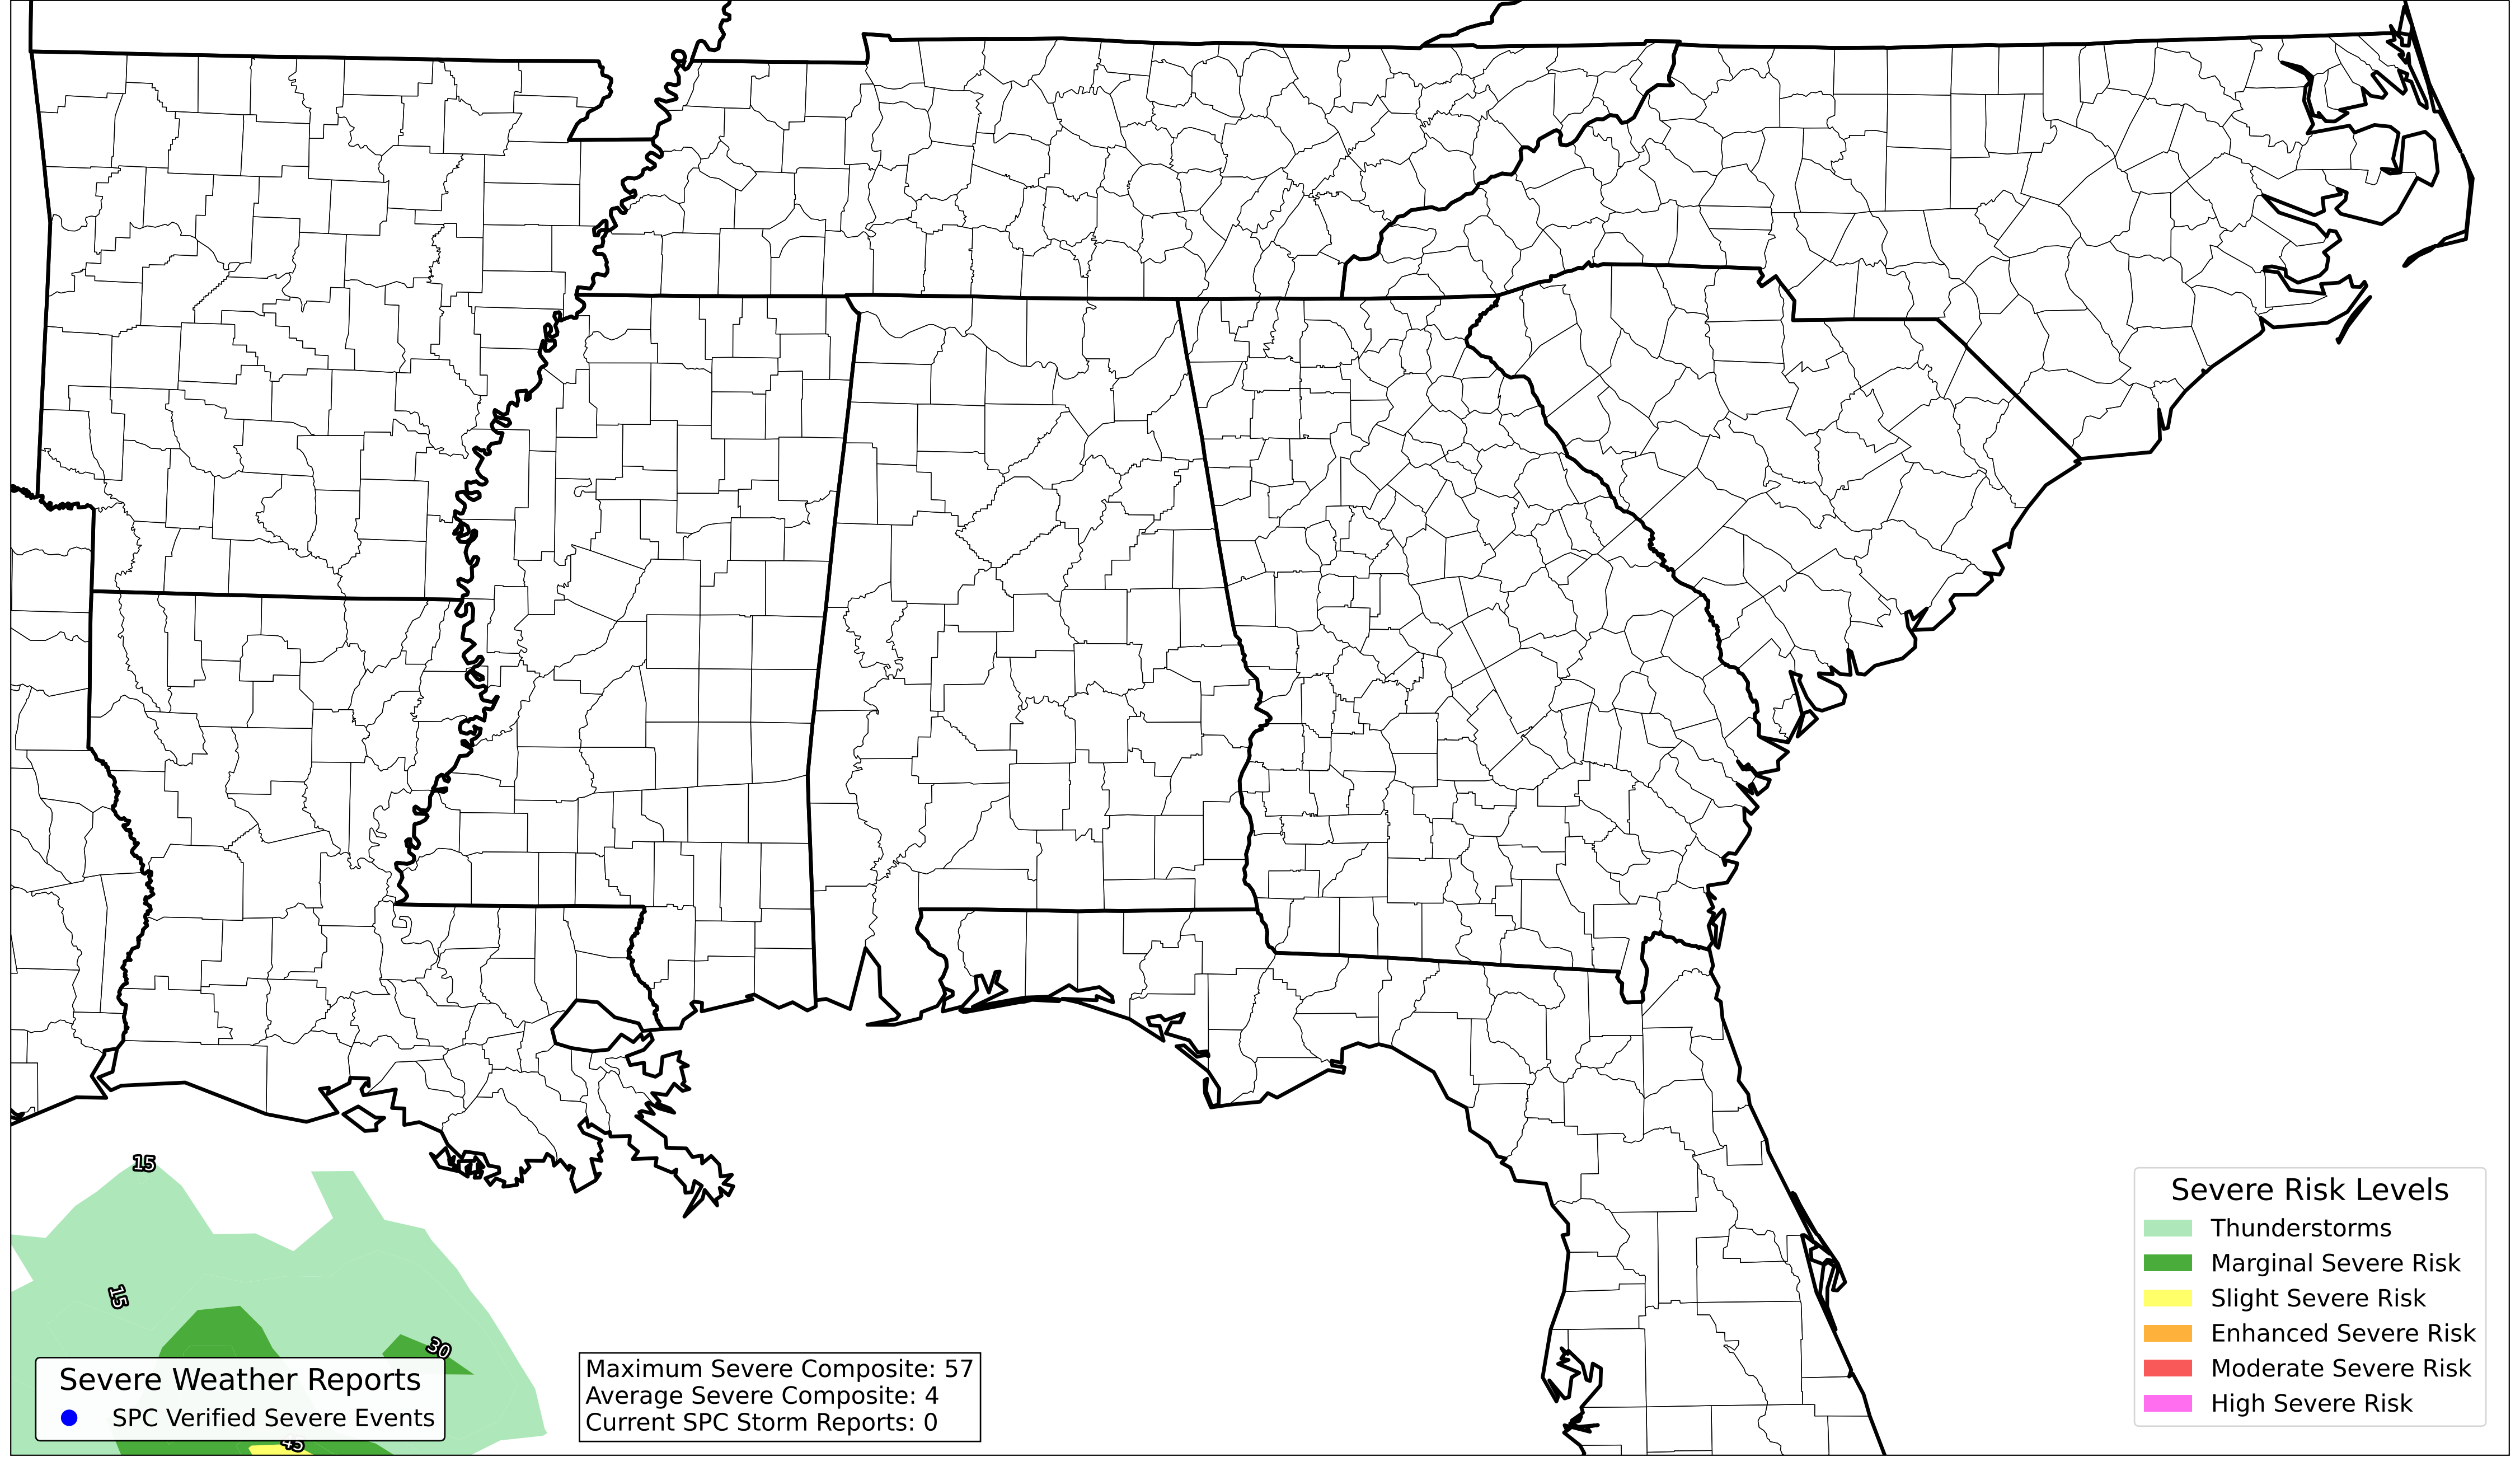 15
15
30
45
Severe Weather Reports
SPC Verified Severe Events
Maximum Severe Composite: 57
Average Severe Composite: 4
Current SPC Storm Reports: 0
Severe Risk Levels
Thunderstorms
Marginal Severe Risk
Slight Severe Risk
Enhanced Severe Risk
Moderate Severe Risk
High Severe Risk